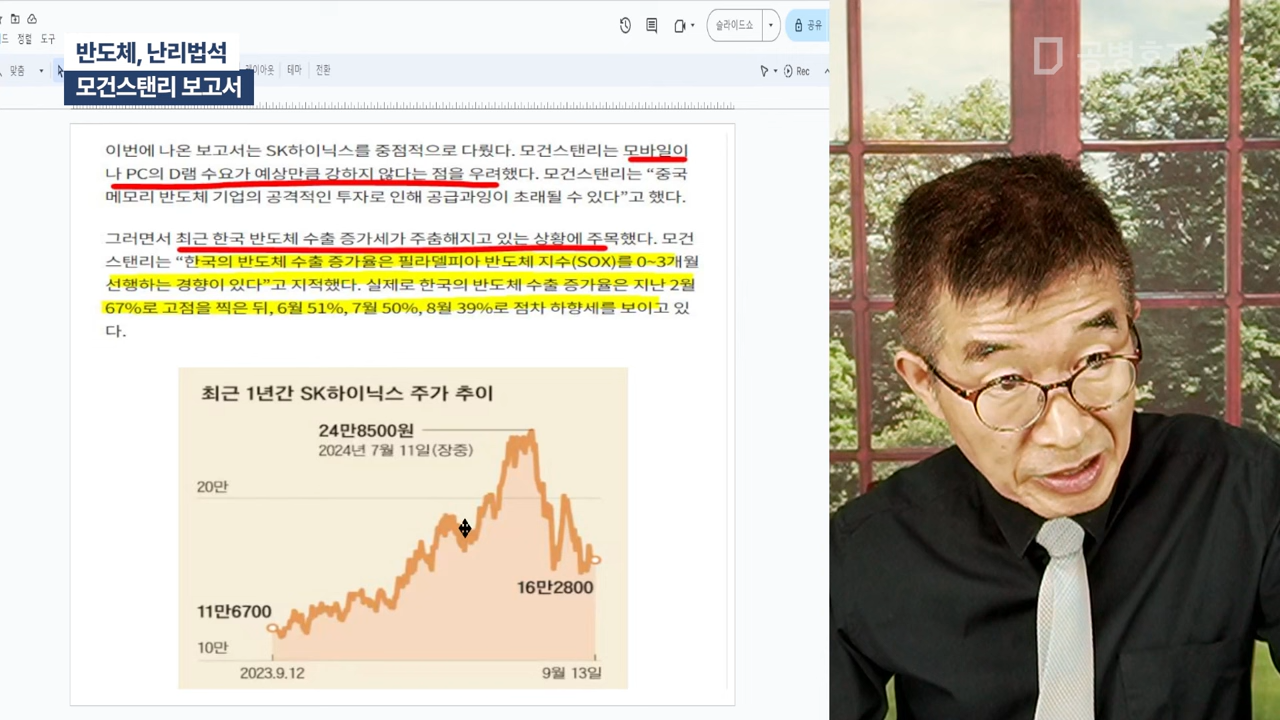 정렬 도구
슬라이드쇼
공유
반도체, 난리법석
모건스탠리 보고서
맞춤
테마
전환
Rec
공병호TV
이번에 나온 보고서는 SK하이닉스를 중점적으로 다뤘다. 모건스탠리는 모바일이
나 PC의 D램 수요가 예상만큼 강하지 않다는 점을 우려했다. 모건스탠리는 “중국
메모리 반도체 기업의 공격적인 투자로 인해 공급과잉이 초래될 수 있다”고 했다.
그러면서 최근 한국 반도체 수출 증가세가 주춤해지고 있는 상황에 주목했다. 모건
스탠리는 “한국의 반도체 수출 증가율은 필라델피아 반도체 지수(SOX)를 0~3개월
선행하는 경향이 있다”고 지적했다. 실제로 한국의 반도체 수출 증가율은 지난 2월
67%로 고점을 찍은 뒤, 6월 51%, 7월 50%, 8월 39%로 점차 하향세를 보이고 있
다.
최근 1년간 SK하이닉스 주가 추이
24만8500원
2024년 7월 11일(장중)
20만
16만2800
11만6700
10만
2023.9.12
9월 13일